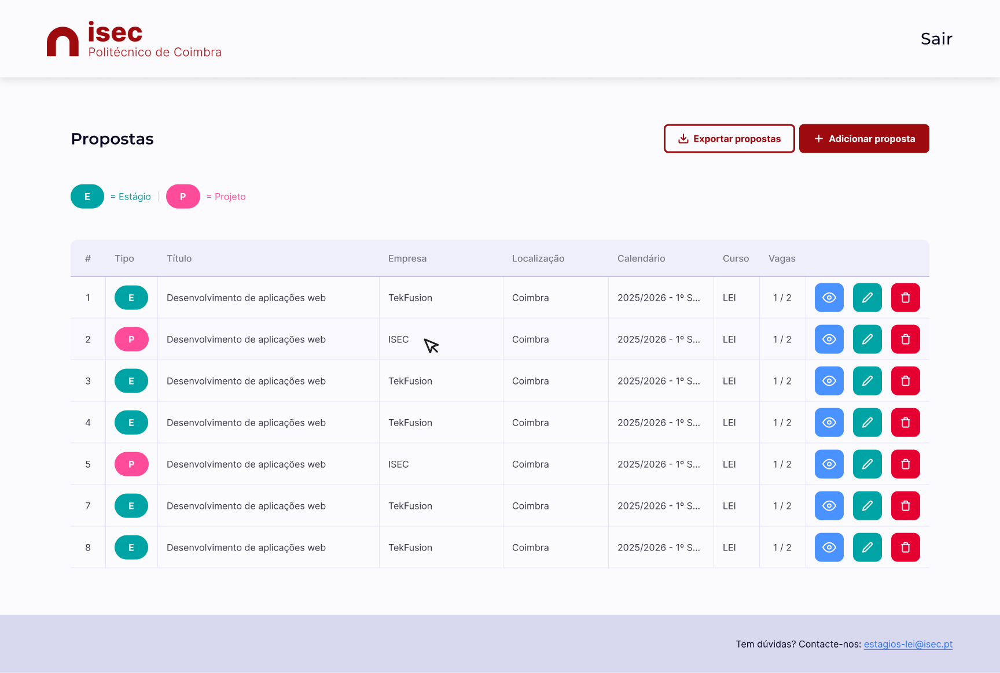 isec
Politécnico de Coimbra
Sair
Propostas
Exportar propostas
Adicionar proposta
E = Estágio P = Projeto
# Tipo Título Empresa Localização Calendário Curso Vagas
1 E Desenvolvimento de aplicações web TekFusion Coimbra 2025/2026 - 1º S... LEI 1 / 2
2 P Desenvolvimento de aplicações web ISEC Coimbra 2025/2026 - 1º S... LEI 1 / 2
3 E Desenvolvimento de aplicações web TekFusion Coimbra 2025/2026 - 1º S... LEI 1 / 2
4 E Desenvolvimento de aplicações web TekFusion Coimbra 2025/2026 - 1º S... LEI 1 / 2
5 P Desenvolvimento de aplicações web ISEC Coimbra 2025/2026 - 1º S... LEI 1 / 2
7 E Desenvolvimento de aplicações web TekFusion Coimbra 2025/2026 - 1º S... LEI 1 / 2
8 E Desenvolvimento de aplicações web TekFusion Coimbra 2025/2026 - 1º S... LEI 1 / 2
Tem dúvidas? Contacte-nos: estagios-lei@isec.pt